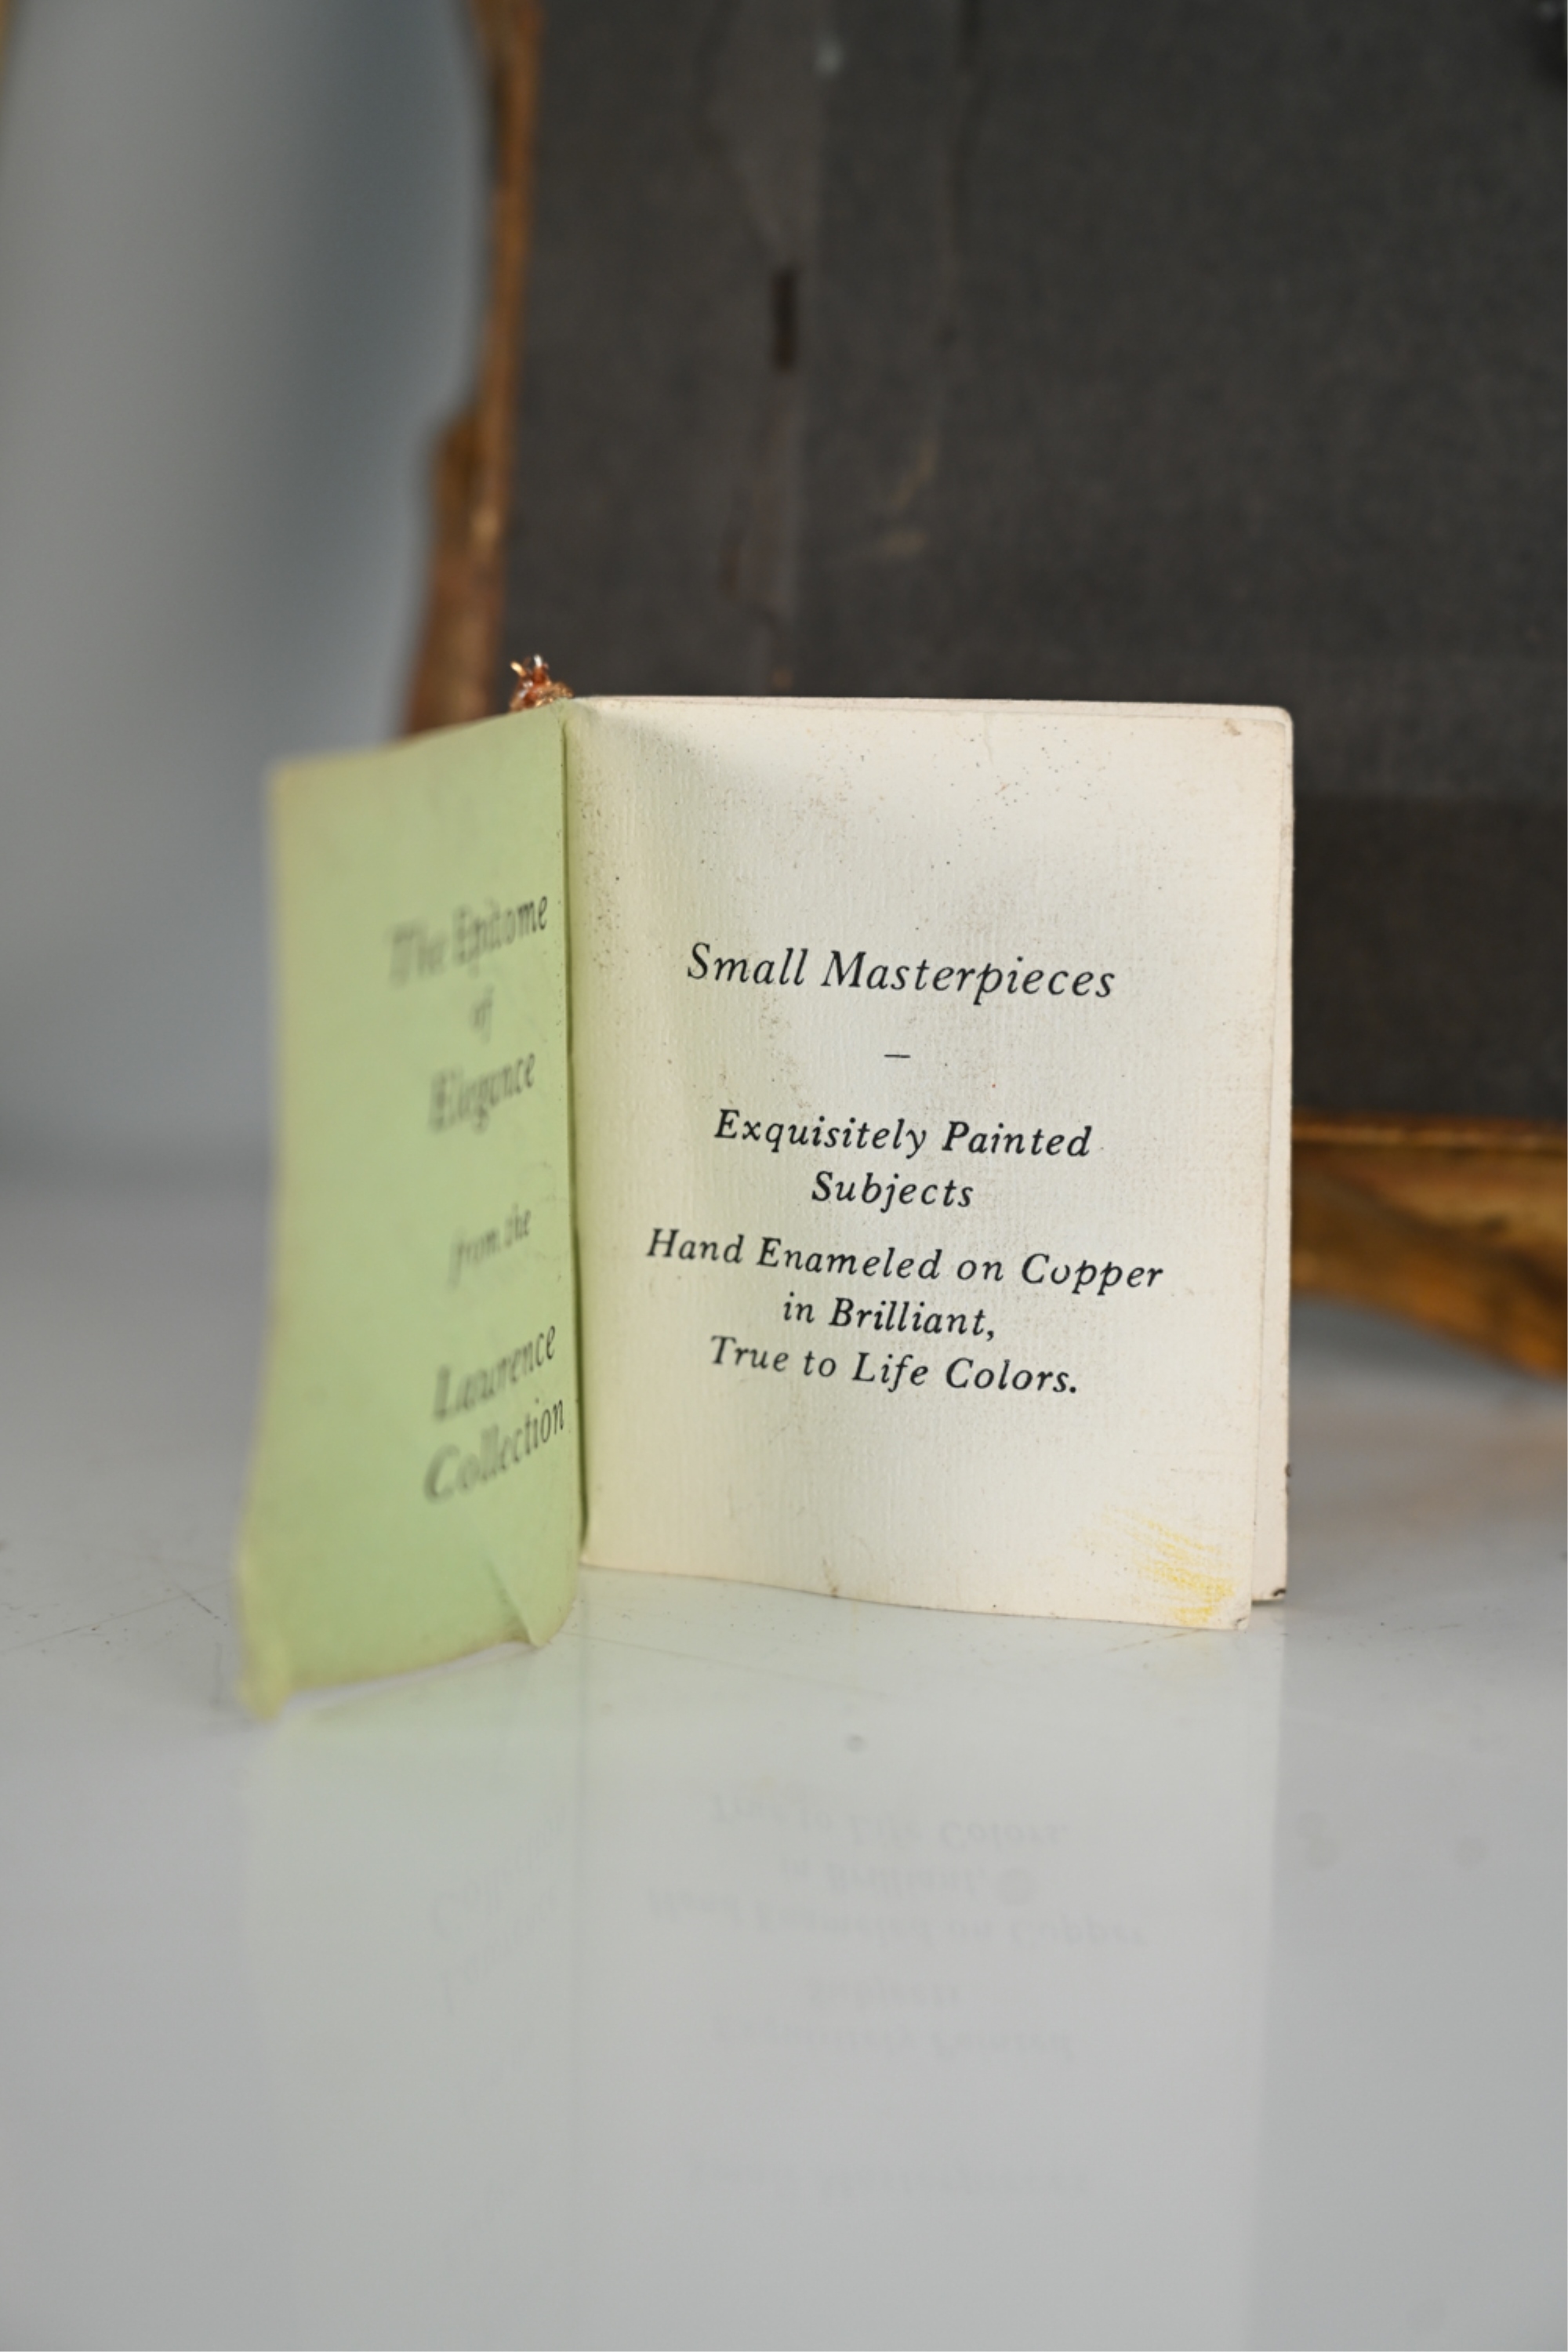 The Epitome
of
Elegance
from the
Lawrence
Collection
Small Masterpieces
—
Exquisitely Painted
Subjects
Hand Enameled on Copper
in Brilliant,
True to Life Colors.